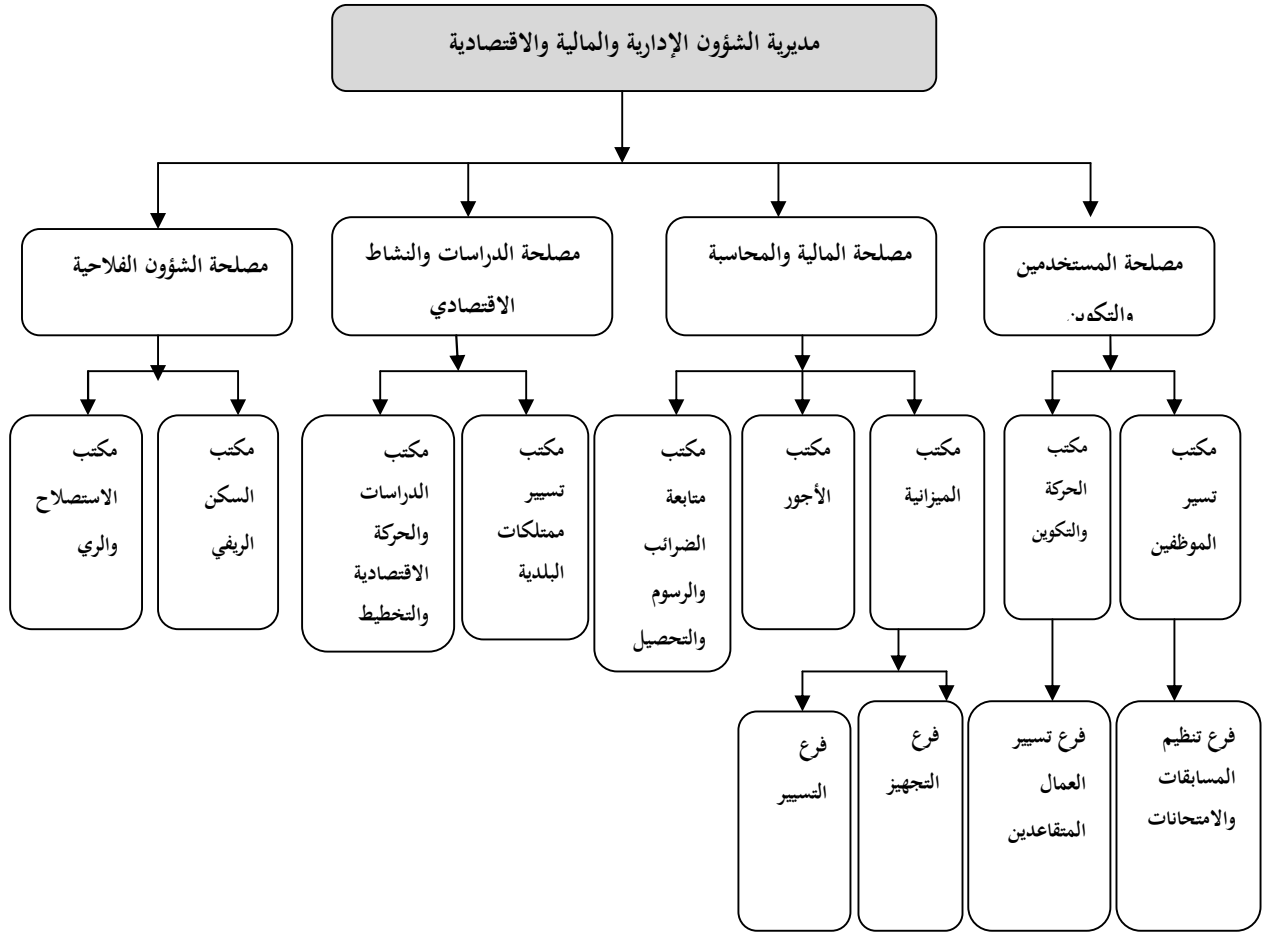 مديرية الشؤون الإدارية والمالية والاقتصادية
مصلحة المستخدمين
والتكوين
مصلحة المالية والمحاسبة
مصلحة الدراسات والنشاط
الاقتصادي
مصلحة الشؤون الفلاحية
مكتب
تسير
الموظفين
مكتب
الحركة
والتكوين
مكتب
الميزانية
مكتب
الأجور
مكتب
متابعة
الضرائب
والرسوم
والتحصيل
مكتب
تسيير
ممتلكات
البلدية
مكتب
الدراسات
والحركة
الاقتصادية
والتخطيط
مكتب
السكن
الريفي
مكتب
الاستصلاح
والري
فرع تنظيم
المسابقات
والامتحانات
فرع تسيير
العمال
المتقاعدين
فرع
التجهيز
فرع
التسيير